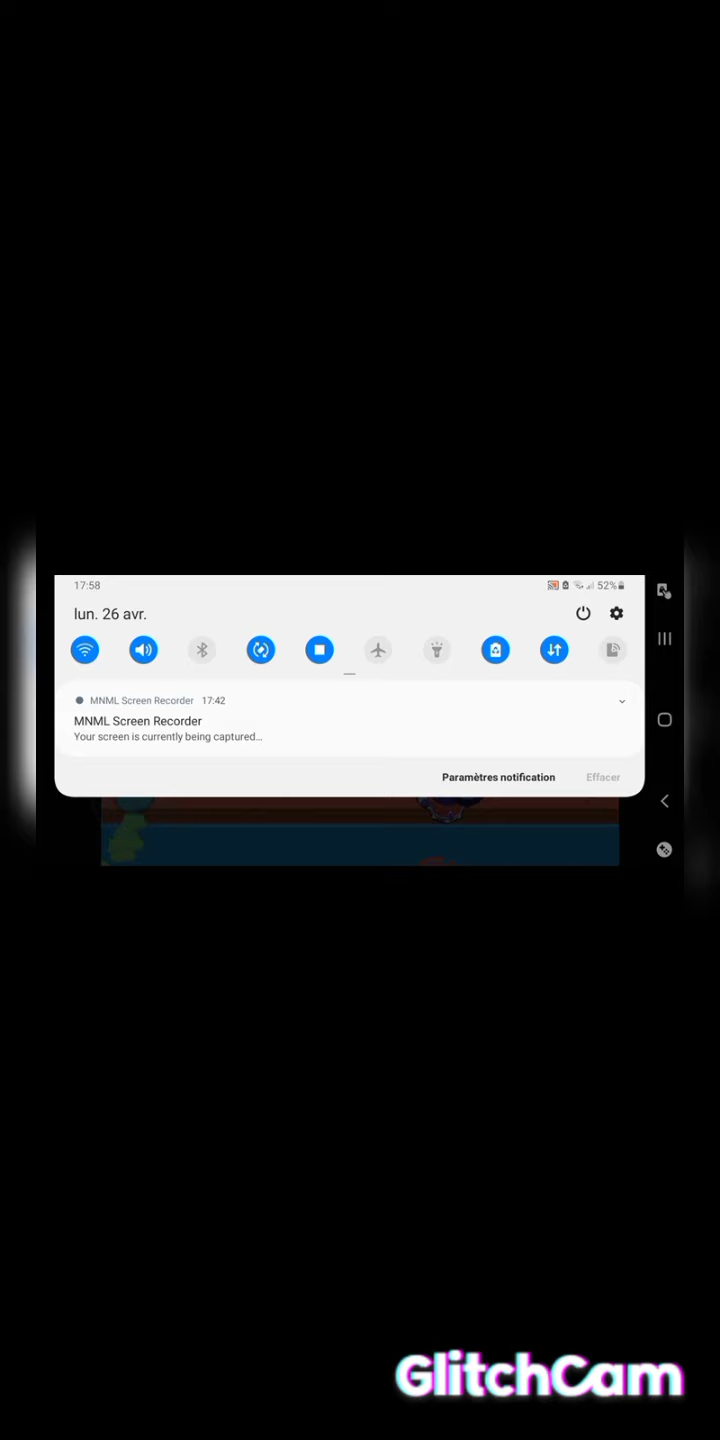 17:58
52%
lun. 26 avr.
MNML Screen Recorder 17:42
MNML Screen Recorder
Your screen is currently being captured...
Paramètres notification Effacer
GlitchCam